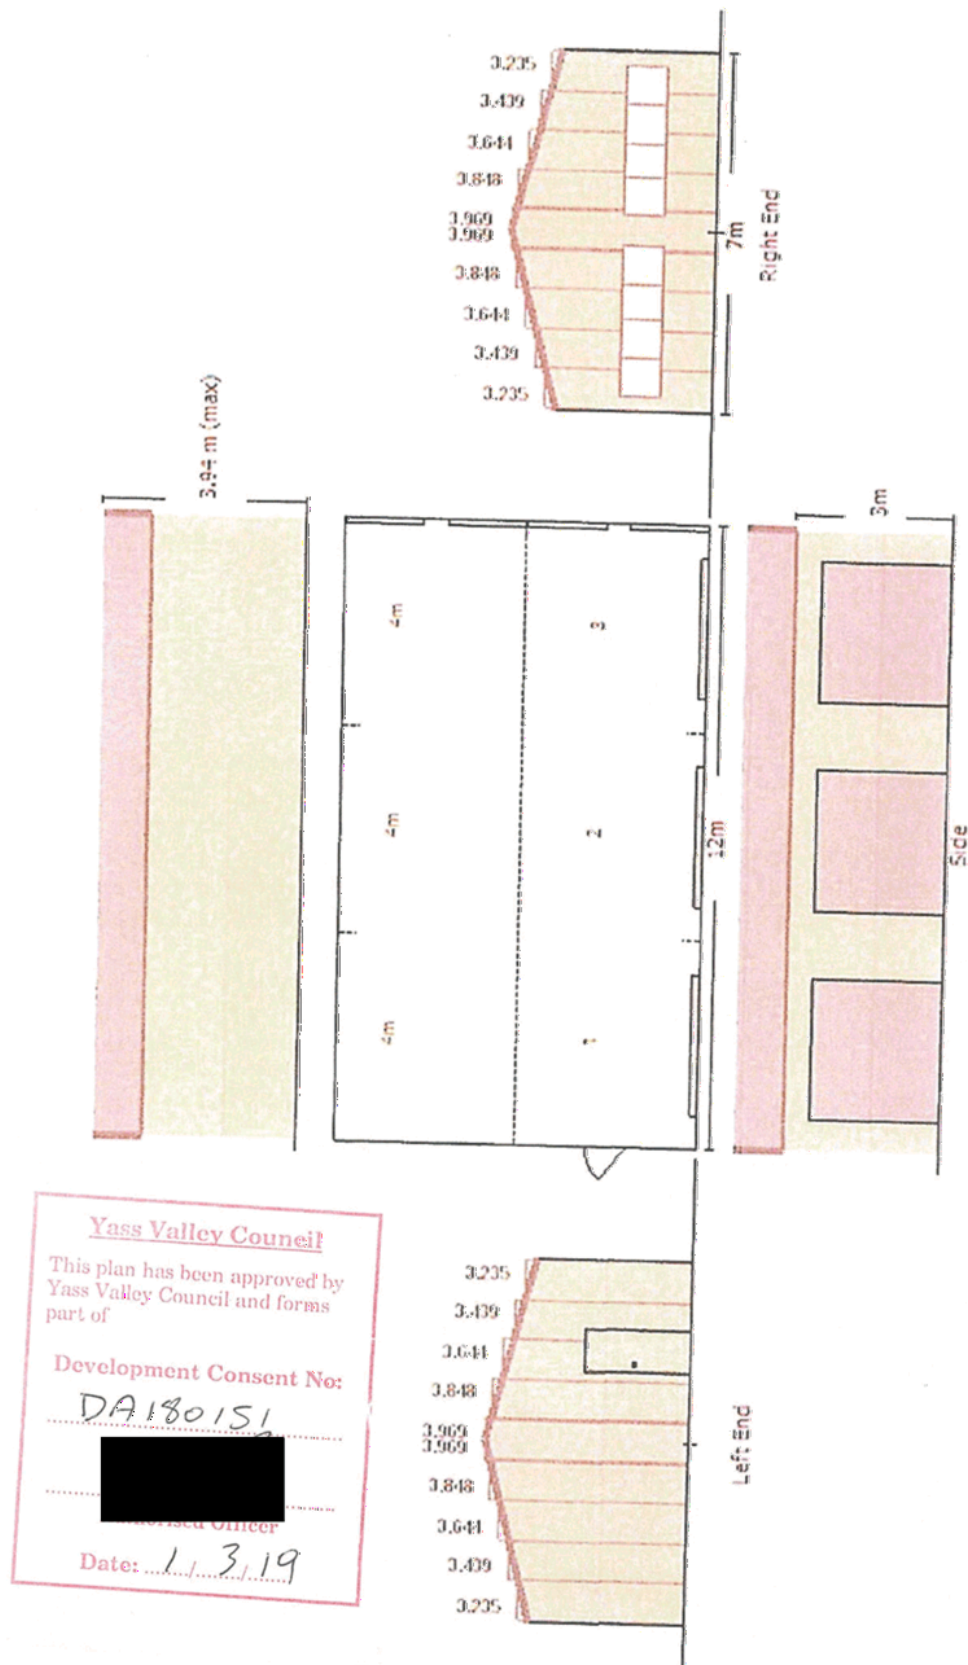 3.235
3.439
3.644
3.848
3.969
3.969
3.848
3.644
3.439
3.235
7m
Right End
3.94 m (max)
4m
4m
4m
3
2
1
12m
3m
Side
Yass Valley Council
This plan has been approved by
Yass Valley Council and forms
part of
Development Consent No:
DA180151
Officer
Date: 1/3/19
3.235
3.439
3.644
3.848
3.969
3.969
3.848
3.644
3.439
3.235
Left End